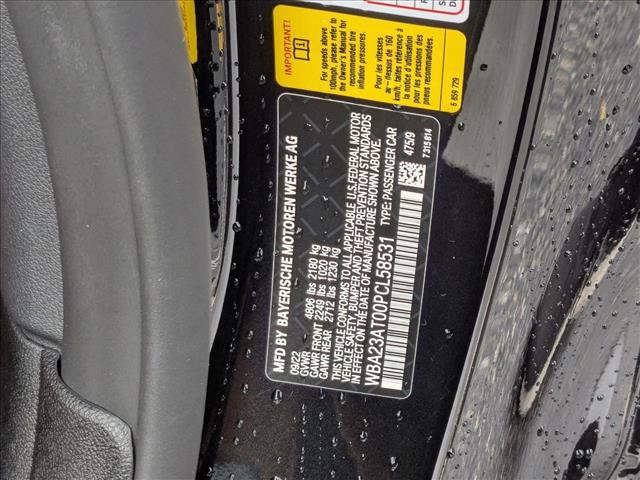 IMPORTANT!
For speeds above
100mph, please refer to
the Owner's Manual for
recommended tire
inflation pressures.
Pour les vitesses
au - dessus de 160
km/h, faites référence à
la notice d'utilisation
pour les pressions des
pneus recommandées.
6 859 729
MFD BY BAYERISCHE MOTOREN WERKE AG
09/22
GVWR 4806 lbs 2180 kg
GAWR FRONT 2249 lbs 1020 kg
GAWR REAR 2712 lbs 1230 kg
THIS VEHICLE CONFORMS TO ALL APPLICABLE U.S.FEDERAL MOTOR
VEHICLE SAFETY, BUMPER AND THEFT PREVENTION STANDARDS
IN EFFECT ON THE DATE OF MANUFACTURE SHOWN ABOVE.
WBA23AT00PCL58531 TYPE: PASSENGER CAR
475/9
7315814